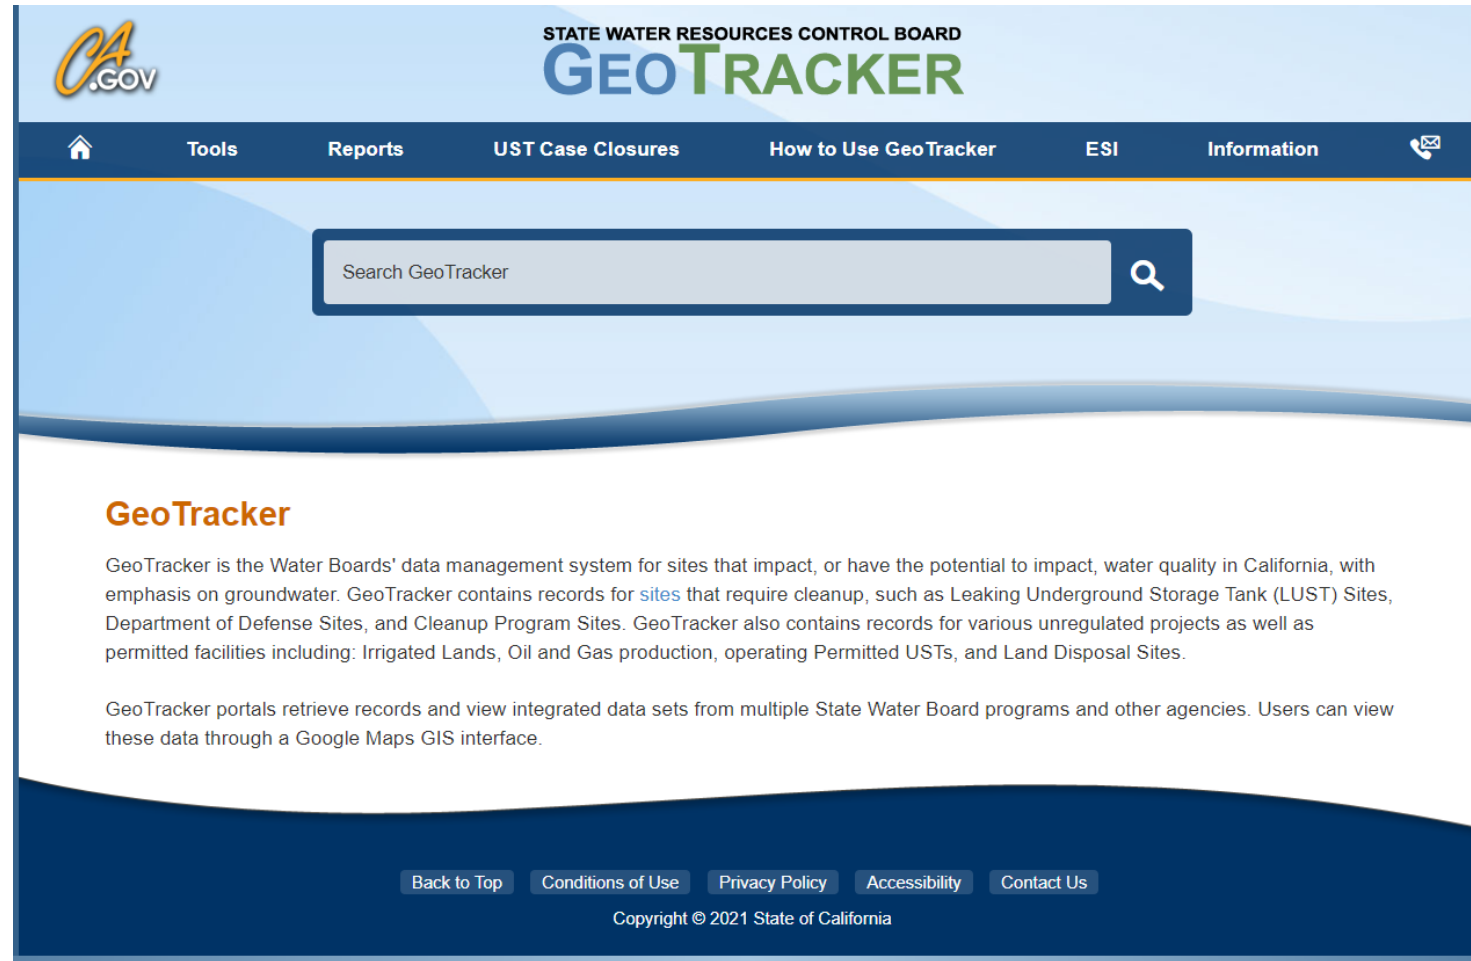 CA
.GOV
STATE WATER RESOURCES CONTROL BOARD
GEOTRACKER
Tools
Reports
UST Case Closures
How to Use GeoTracker
ESI
Information
Search GeoTracker
GeoTracker
GeoTracker is the Water Boards' data management system for sites that impact, or have the potential to impact, water quality in California, with
emphasis on groundwater. GeoTracker contains records for sites that require cleanup, such as Leaking Underground Storage Tank (LUST) Sites,
Department of Defense Sites, and Cleanup Program Sites. GeoTracker also contains records for various unregulated projects as well as
permitted facilities including: Irrigated Lands, Oil and Gas production, operating Permitted USTs, and Land Disposal Sites.
GeoTracker portals retrieve records and view integrated data sets from multiple State Water Board programs and other agencies. Users can view
these data through a Google Maps GIS interface.
Back to Top
Conditions of Use
Privacy Policy
Accessibility
Contact Us
Copyright © 2021 State of California